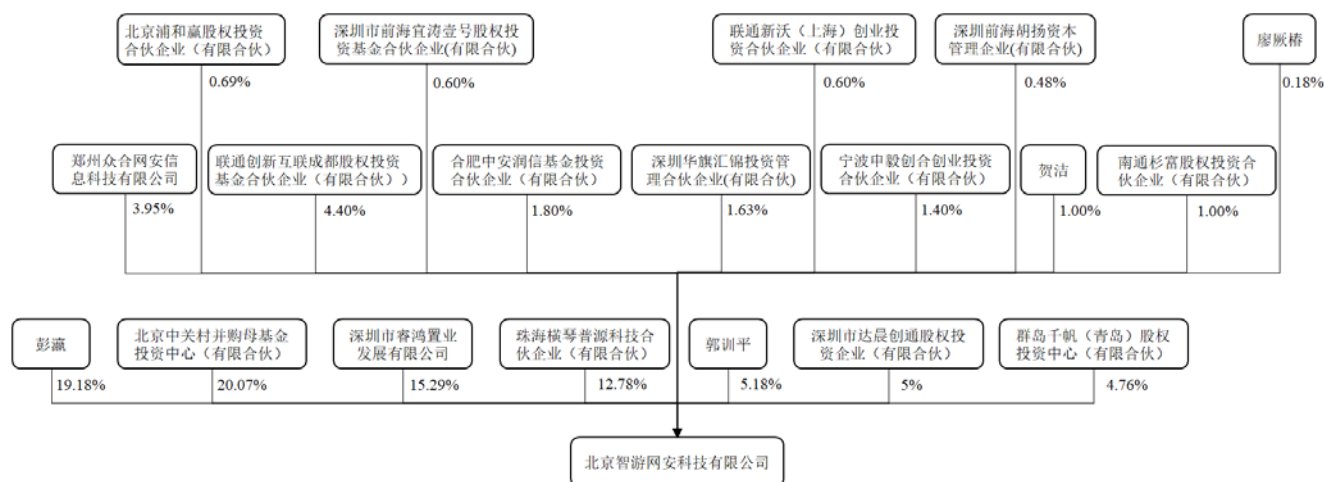 北京浦和赢股权投资
合伙企业（有限合伙）
深圳市前海宜涛壹号股权投
资基金合伙企业(有限合伙)
联通新沃（上海）创业投
资合伙企业（有限合伙）
深圳前海胡扬资本
管理企业(有限合伙)
廖厥椿
0.69%
0.60%
0.60%
0.48%
0.18%
郑州众合网安信
息科技有限公司
联通创新互联成都股权投资
基金合伙企业（有限合伙））
合肥中安润信基金投资
合伙企业（有限合伙）
深圳华旗汇锦投资管
理合伙企业(有限合伙)
宁波申毅创合创业投资
合伙企业（有限合伙）
贺洁
南通杉富股权投资合
伙企业（有限合伙）
3.95%
4.40%
1.80%
1.63%
1.40%
1.00%
1.00%
彭瀛
北京中关村并购母基金
投资中心（有限合伙）
深圳市睿鸿置业
发展有限公司
珠海横琴普源科技合
伙企业（有限合伙）
郭训平
深圳市达晨创通股权投
资企业（有限合伙）
群岛千帆（青岛）股权
投资中心（有限合伙）
19.18%
20.07%
15.29%
12.78%
5.18%
5%
4.76%
北京智游网安科技有限公司